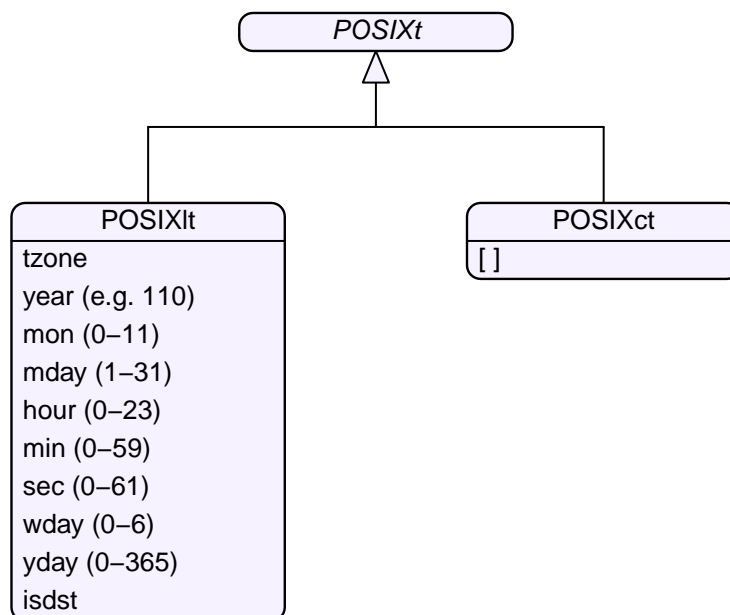 POSIXt
POSIXlt
tzone
year (e.g. 110)
mon (0−11)
mday (1−31)
hour (0−23)
min (0−59)
sec (0−61)
wday (0−6)
yday (0−365)
isdst
POSIXct
[ ]